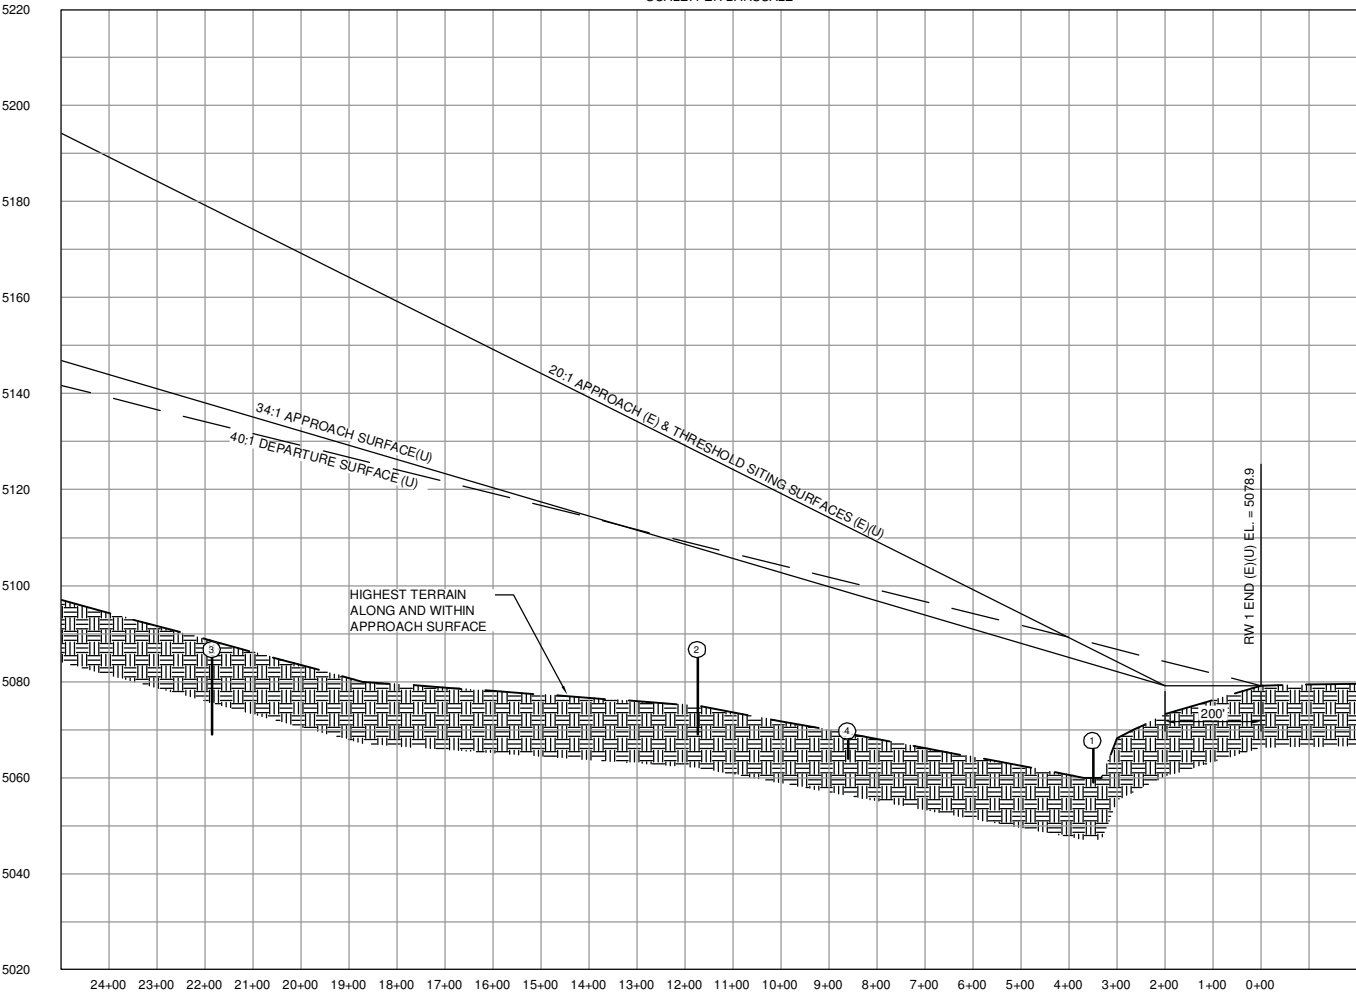 5220
5200
5180
5160
5140
5120
5100
5080
5060
5040
5020
20:1 APPROACH (E) & THRESHOLD SITING SURFACES (E)(U)
34:1 APPROACH SURFACE(U)
40:1 DEPARTURE SURFACE (U)
RW 1 END (E)(U) EL. = 5078.9
HIGHEST TERRAIN
ALONG AND WITHIN
APPROACH SURFACE
3
2
4
1
200'
24+00 23+00 22+00 21+00 20+00 19+00 18+00 17+00 16+00 15+00 14+00 13+00 12+00 11+00 10+00 9+00 8+00 7+00 6+00 5+00 4+00 3+00 2+00 1+00 0+00